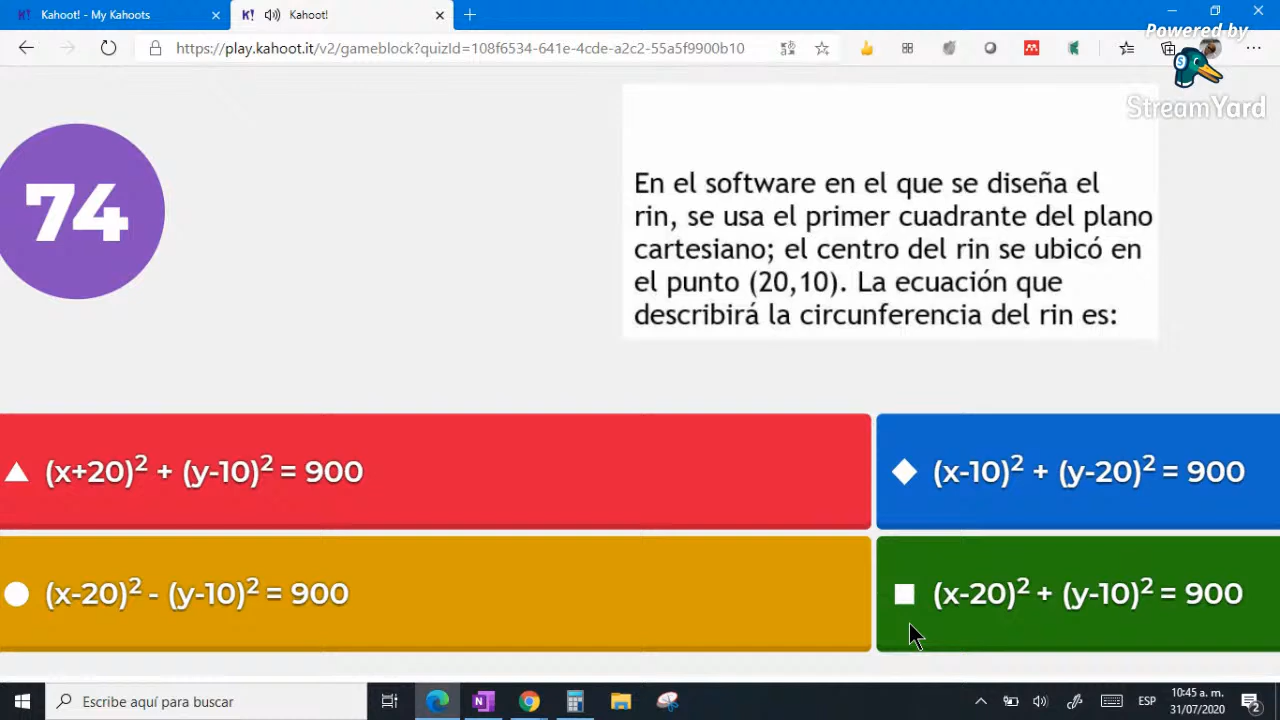 Kahoot! - My Kahoots
Kahoot!
https://play.kahoot.it/v2/gameblock?quizId=108f6534-641e-4cde-a2c2-55a5f9900b10
Powered by
StreamYard
74
En el software en el que se diseña el
rin, se usa el primer cuadrante del plano
cartesiano; el centro del rin se ubicó en
el punto (20,10). La ecuación que
describirá la circunferencia del rin es:
(x+20)² + (y-10)² = 900
(x-10)² + (y-20)² = 900
(x-20)² - (y-10)² = 900
(x-20)² + (y-10)² = 900
Escribe aquí para buscar
ESP
10:45 a. m.
31/07/2020
2